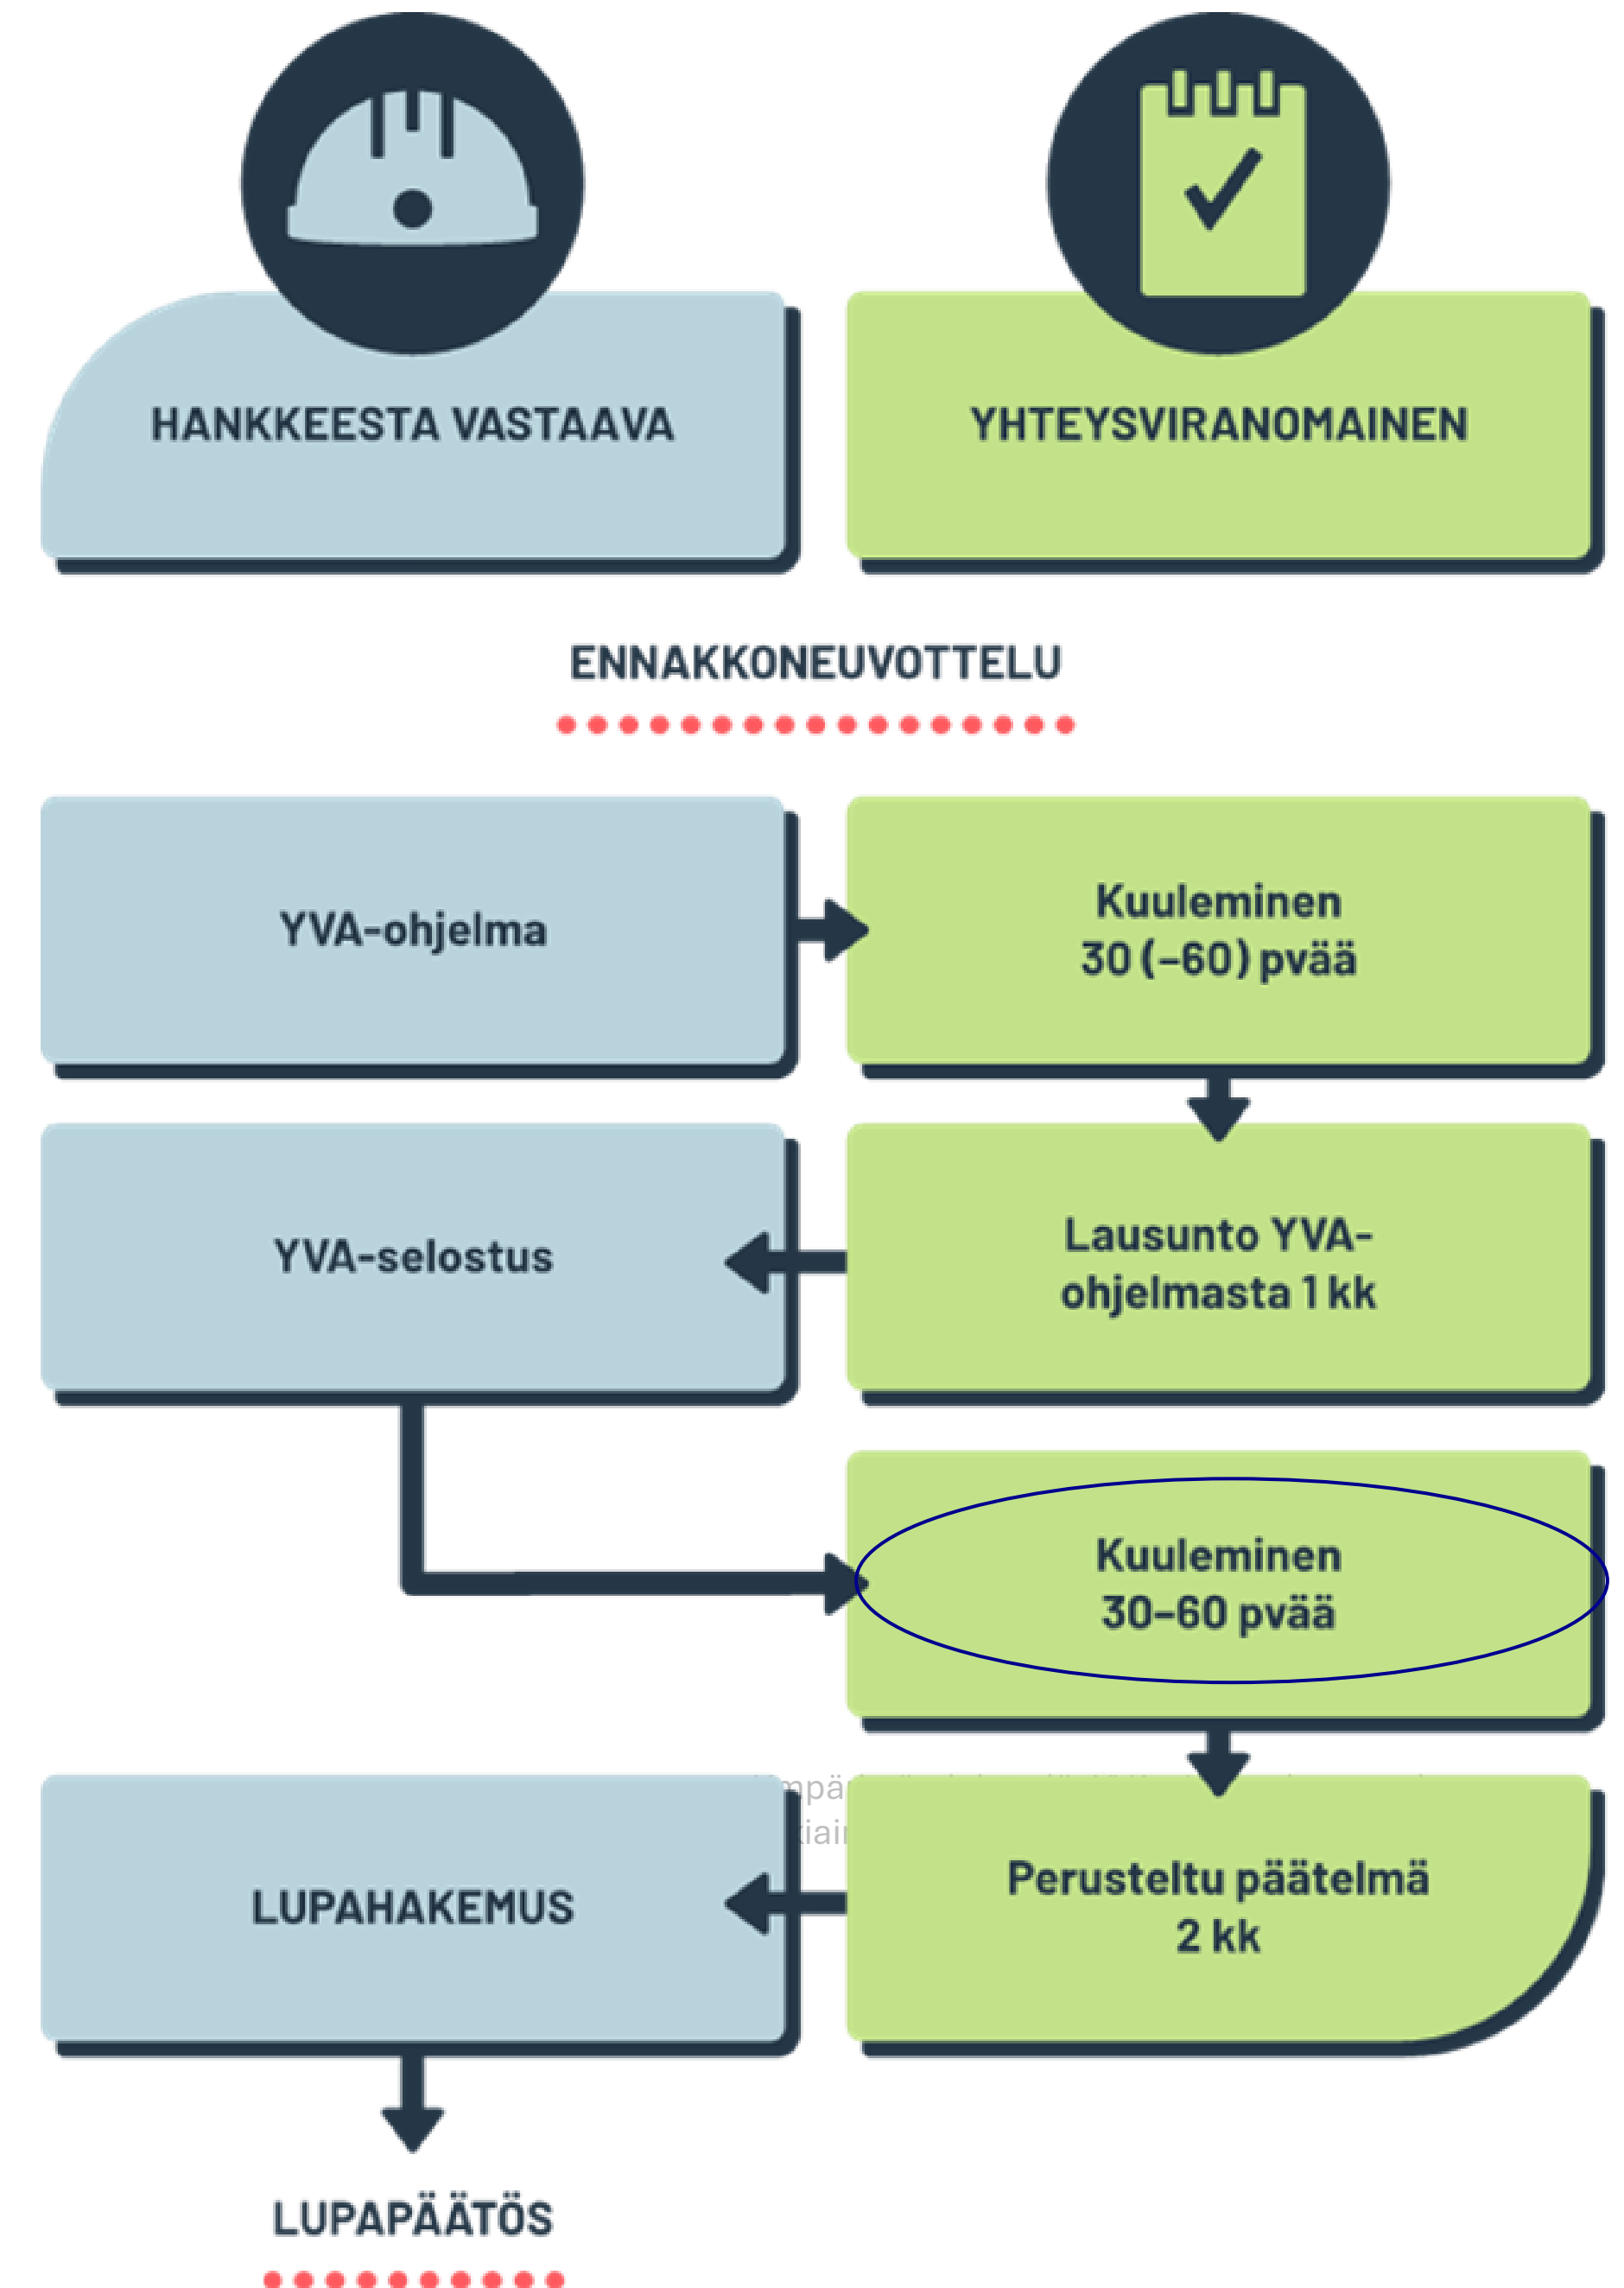 HANKKEESTA VASTAAVA
YHTEYSVIRANOMAINEN
ENNAKKONEUVOTTELU
YVA-ohjelma
Kuuleminen
30 (–60) pvää
YVA-selostus
Lausunto YVA-
ohjelmasta 1 kk
Kuuleminen
30–60 pvää
LUPAHAKEMUS
Perusteltu päätelmä
2 kk
LUPAPÄÄTÖS